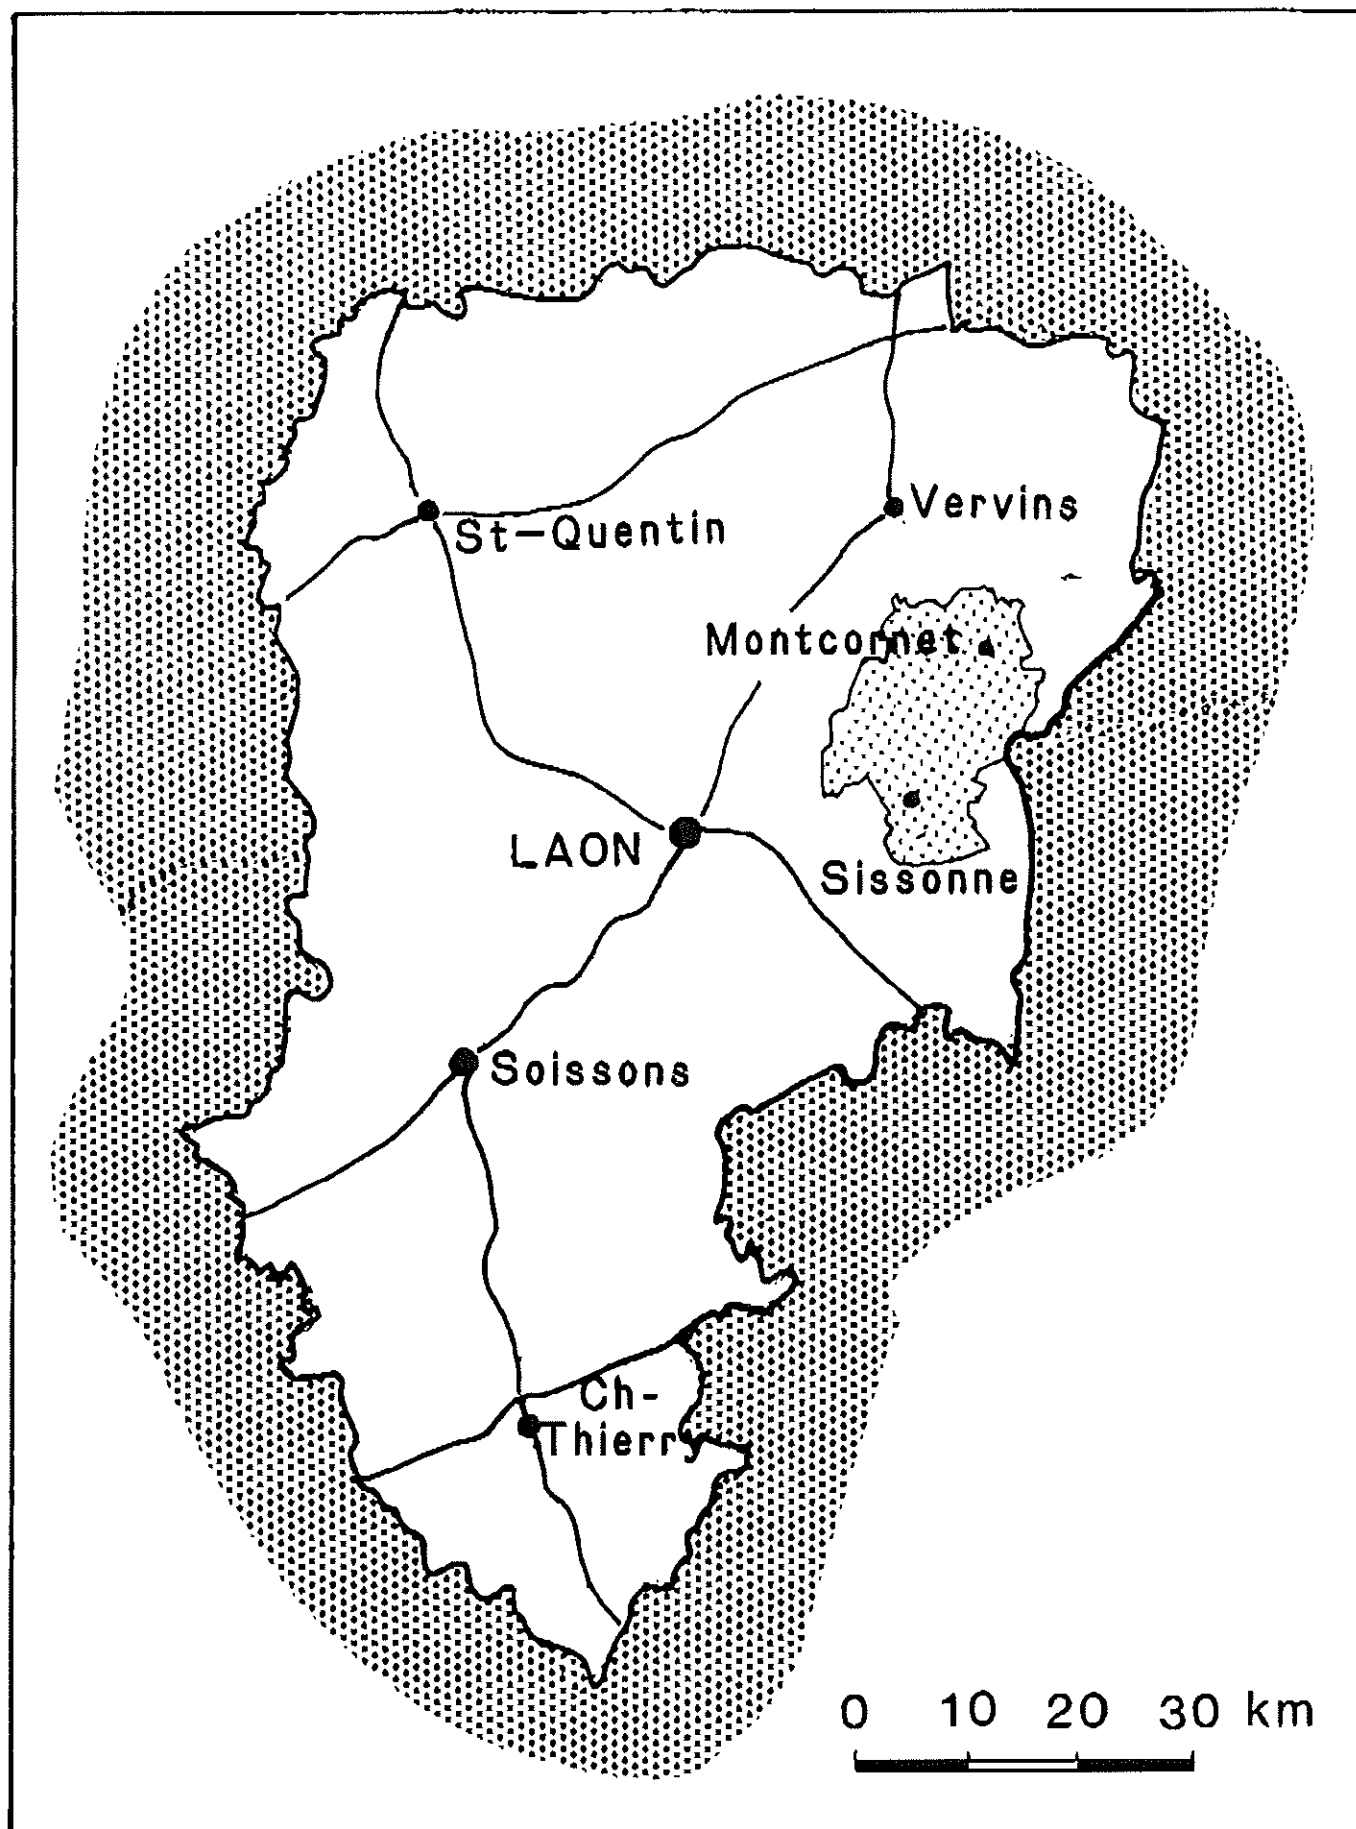 Vervins
St-Quentin
Montcornet
LAON
Sissonne
Soissons
Ch-
Thierry
0 10 20 30 km